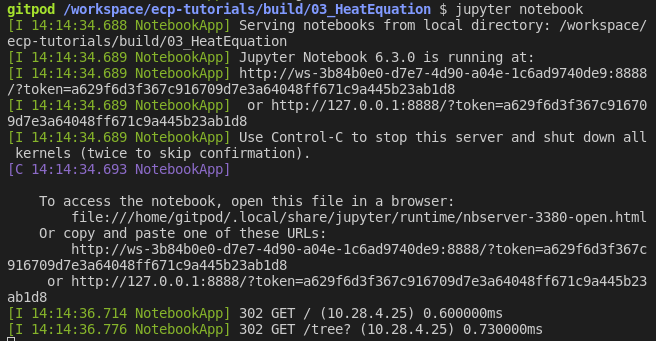 gitpod /workspace/ecp-tutorials/build/03_HeatEquation $ jupyter notebook
[I 14:14:34.688 NotebookApp] Serving notebooks from local directory: /workspace/
ecp-tutorials/build/03_HeatEquation
[I 14:14:34.689 NotebookApp] Jupyter Notebook 6.3.0 is running at:
[I 14:14:34.689 NotebookApp] http://ws-3b84b0e0-d7e7-4d90-a04e-1c6ad9740de9:8888
/?token=a629f6d3f367c916709d7e3a64048ff671c9a445b23ab1d8
[I 14:14:34.689 NotebookApp]  or http://127.0.0.1:8888/?token=a629f6d3f367c91670
9d7e3a64048ff671c9a445b23ab1d8
[I 14:14:34.689 NotebookApp] Use Control-C to stop this server and shut down all
 kernels (twice to skip confirmation).
[C 14:14:34.693 NotebookApp]
    To access the notebook, open this file in a browser:
        file:///home/gitpod/.local/share/jupyter/runtime/nbserver-3380-open.html
    Or copy and paste one of these URLs:
        http://ws-3b84b0e0-d7e7-4d90-a04e-1c6ad9740de9:8888/?token=a629f6d3f367c
916709d7e3a64048ff671c9a445b23ab1d8
     or http://127.0.0.1:8888/?token=a629f6d3f367c916709d7e3a64048ff671c9a445b23
ab1d8
[I 14:14:36.714 NotebookApp] 302 GET / (10.28.4.25) 0.600000ms
[I 14:14:36.776 NotebookApp] 302 GET /tree? (10.28.4.25) 0.730000ms